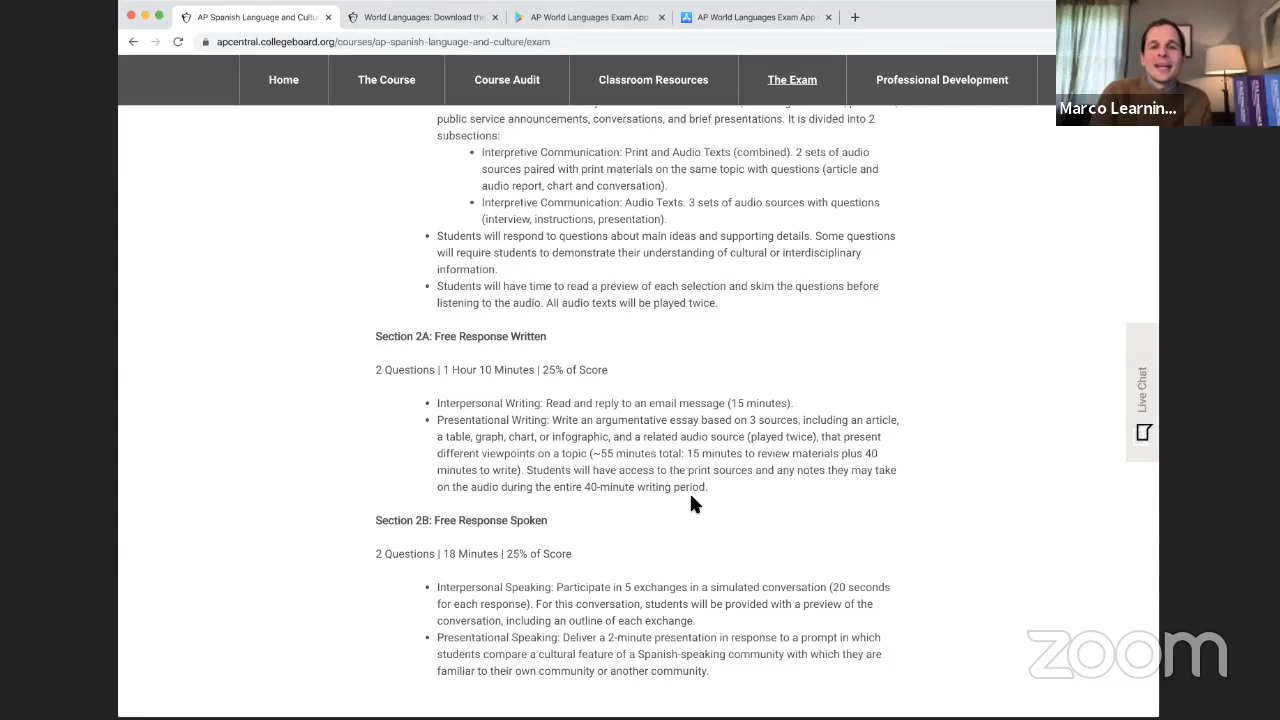 AP Spanish Language and Cultu
World Languages: Download the
AP World Languages Exam App
AP World Languages Exam App
apcentral.collegeboard.org/courses/ap-spanish-language-and-culture/exam
Home
The Course
Course Audit
Classroom Resources
The Exam
Professional Development
Marco Learnin...
public service announcements, conversations, and brief presentations. It is divided into 2
subsections:
• Interpretive Communication: Print and Audio Texts (combined). 2 sets of audio
sources paired with print materials on the same topic with questions (article and
audio report, chart and conversation).
• Interpretive Communication: Audio Texts. 3 sets of audio sources with questions
(interview, instructions, presentation).
• Students will respond to questions about main ideas and supporting details. Some questions
will require students to demonstrate their understanding of cultural or interdisciplinary
information.
• Students will have time to read a preview of each selection and skim the questions before
listening to the audio. All audio texts will be played twice.
Section 2A: Free Response Written
2 Questions | 1 Hour 10 Minutes | 25% of Score
• Interpersonal Writing: Read and reply to an email message (15 minutes).
• Presentational Writing: Write an argumentative essay based on 3 sources, including an article,
a table, graph, chart, or infographic, and a related audio source (played twice), that present
different viewpoints on a topic (~55 minutes total: 15 minutes to review materials plus 40
minutes to write). Students will have access to the print sources and any notes they may take
on the audio during the entire 40-minute writing period.
Section 2B: Free Response Spoken
2 Questions | 18 Minutes | 25% of Score
• Interpersonal Speaking: Participate in 5 exchanges in a simulated conversation (20 seconds
for each response). For this conversation, students will be provided with a preview of the
conversation, including an outline of each exchange.
• Presentational Speaking: Deliver a 2-minute presentation in response to a prompt in which
students compare a cultural feature of a Spanish-speaking community with which they are
familiar to their own community or another community.
Live Chat
zoom